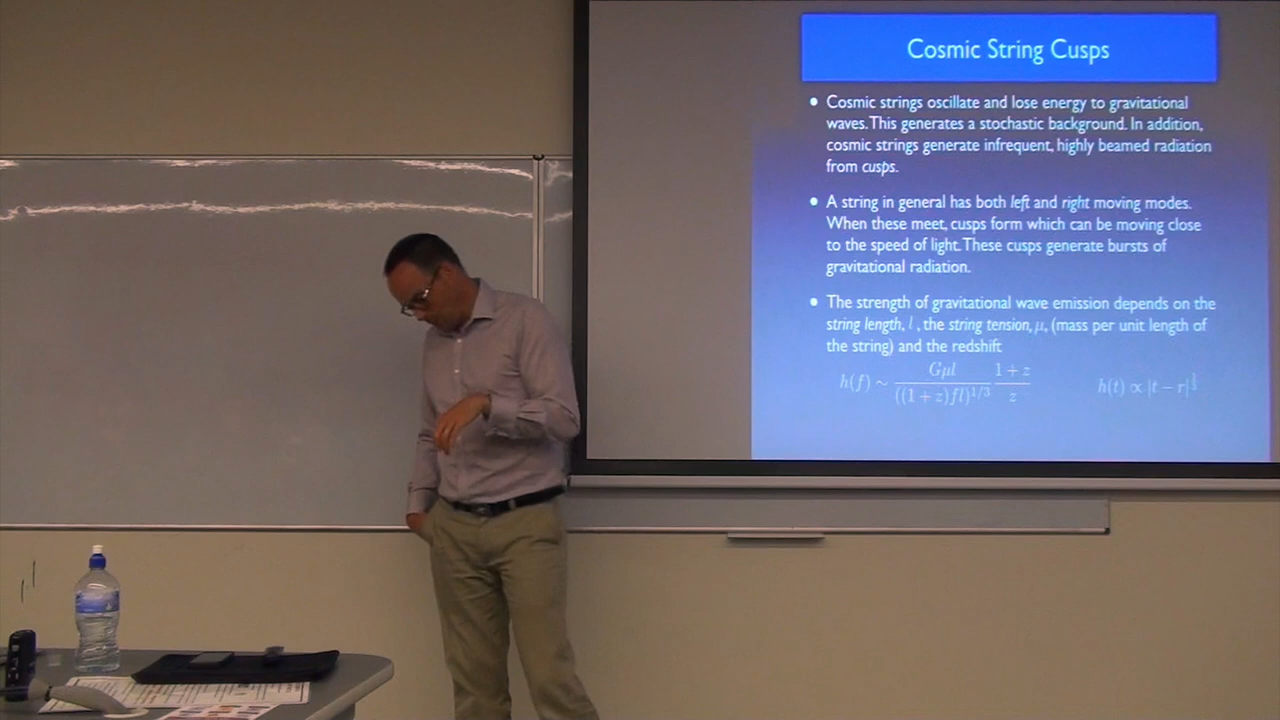 Cosmic String Cusps
• Cosmic strings oscillate and lose energy to gravitational
waves. This generates a stochastic background. In addition,
cosmic strings generate infrequent, highly beamed radiation
from cusps.
• A string in general has both left and right moving modes.
When these meet, cusps form which can be moving close
to the speed of light. These cusps generate bursts of
gravitational radiation.
• The strength of gravitational wave emission depends on the
string length, l , the string tension, μ, (mass per unit length of
the string) and the redshift
h(f) ~ Gμl / ((1 + z)fl)^{1/3} (1 + z) / z h(t) ∝ |t − r|^{1/3}